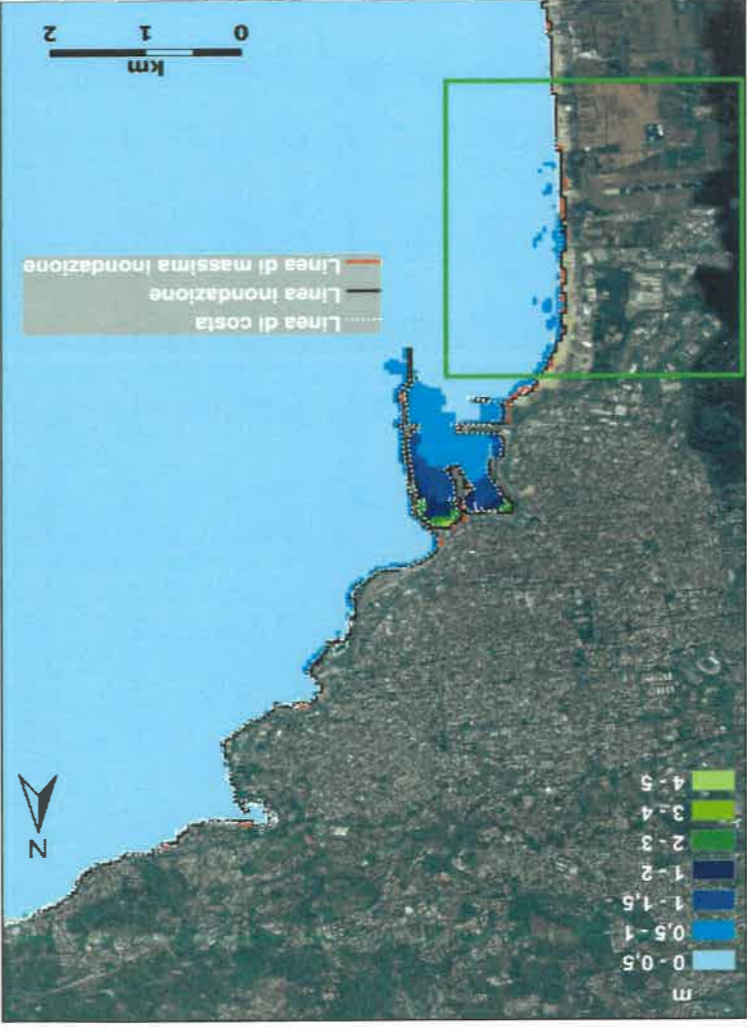 m
0 - 0,5
0,5 - 1
1 - 1,5
1 - 2
2 - 3
3 - 4
4 - 5
N
Linea di costa
Linea inondazione
Linea di massima inondazione
km
0 1 2